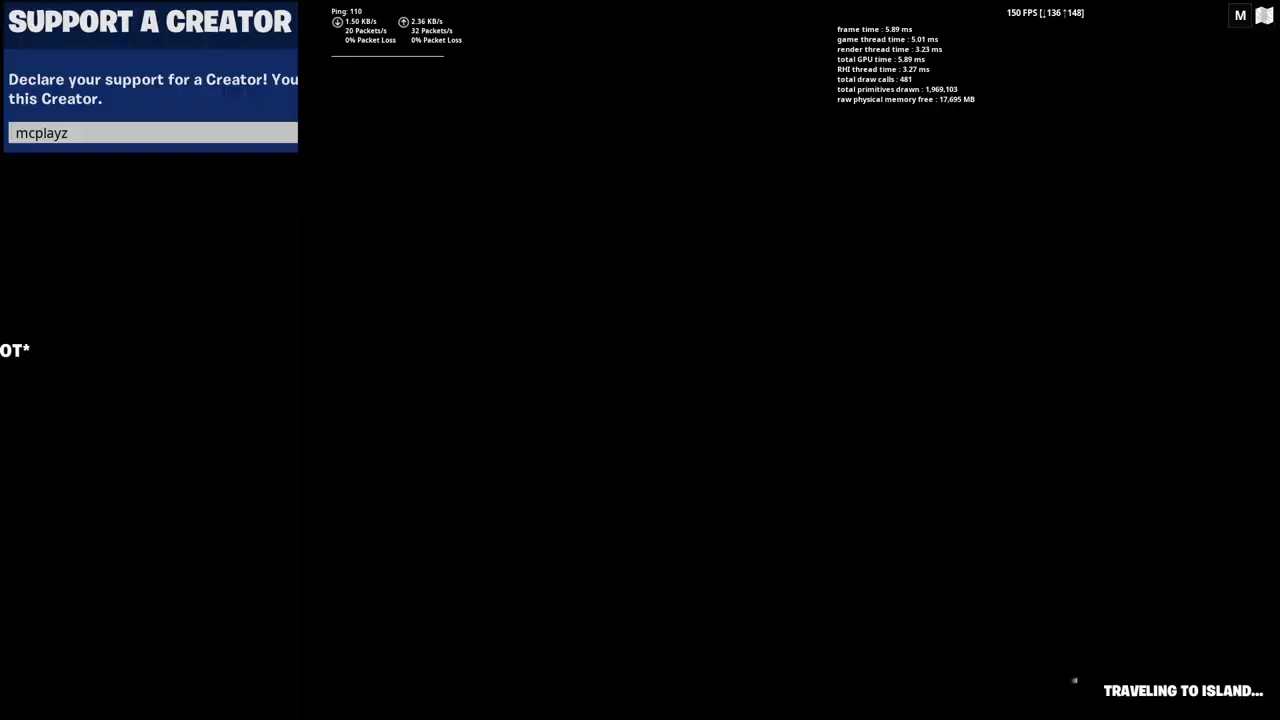 SUPPORT A CREATOR
Declare your support for a Creator! You
this Creator.
mcplayz
OT*
Ping: 110
1.50 KB/s 2.36 KB/s
20 Packets/s 32 Packets/s
0% Packet Loss 0% Packet Loss
150 FPS [↓136 ↑148]
M
frame time : 5.89 ms
game thread time : 5.01 ms
render thread time : 3.23 ms
total GPU time : 5.89 ms
RHI thread time : 3.27 ms
total draw calls : 481
total primitives drawn : 1,969,103
raw physical memory free : 17,695 MB
TRAVELING TO ISLAND...